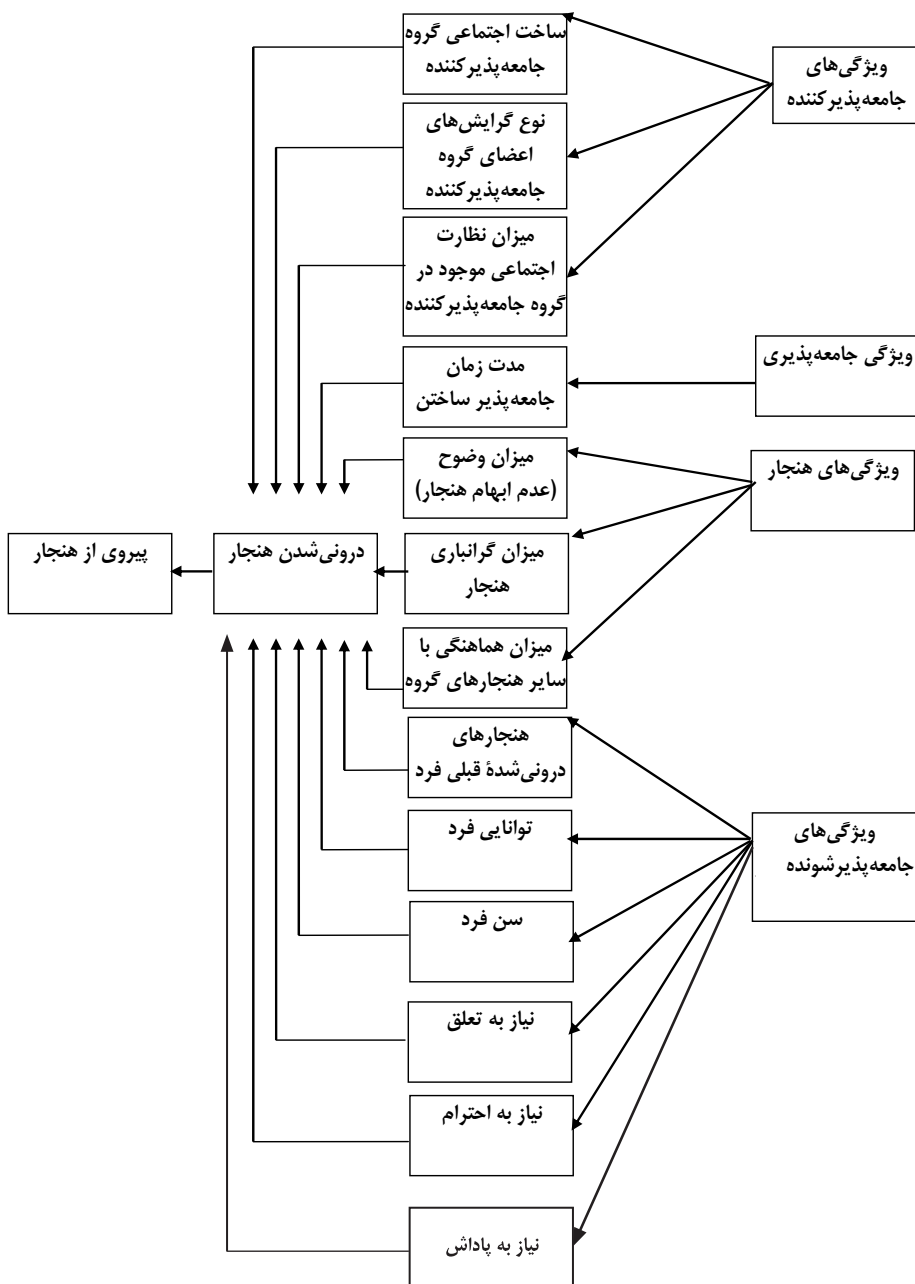 ویژگی‌های
جامعه‌پذیرکننده
ساخت اجتماعی گروه
جامعه‌پذیرکننده
نوع گرایش‌های
اعضای گروه
جامعه‌پذیرکننده
میزان نظارت
اجتماعی موجود در
گروه جامعه‌پذیرکننده
ویژگی جامعه‌پذیری
مدت زمان
جامعه‌پذیر ساختن
ویژگی‌های هنجار
میزان وضوح
(عدم ابهام هنجار)
میزان گرانباری
هنجار
درونی‌شدن هنجار
پیروی از هنجار
میزان هماهنگی با
سایر هنجارهای گروه
ویژگی‌های
جامعه‌پذیرشونده
هنجارهای
درونی‌شدهٔ قبلی فرد
توانایی فرد
سن فرد
نیاز به تعلق
نیاز به احترام
نیاز به پاداش